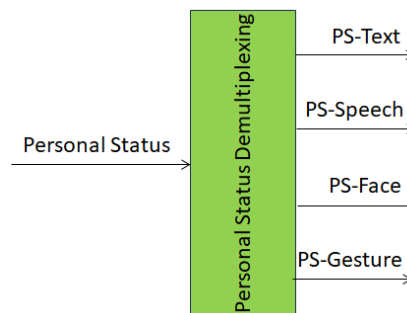 Personal Status
Personal Status Demultiplexing
PS-Text
PS-Speech
PS-Face
PS-Gesture